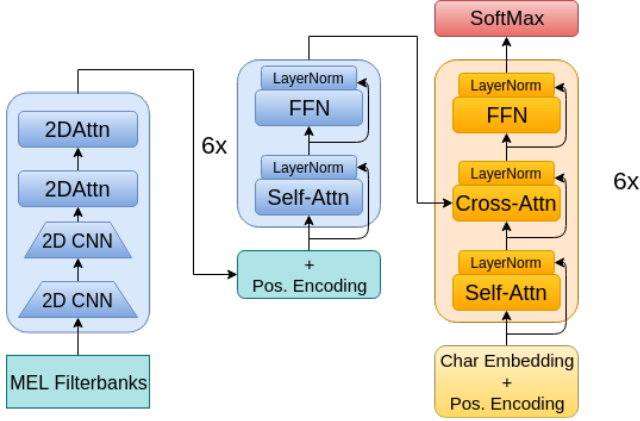 2DAttn
2DAttn
2D CNN
2D CNN
MEL Filterbanks
6x
LayerNorm
FFN
LayerNorm
Self-Attn
+
Pos. Encoding
SoftMax
LayerNorm
FFN
LayerNorm
Cross-Attn
LayerNorm
Self-Attn
6x
Char Embedding
+
Pos. Encoding